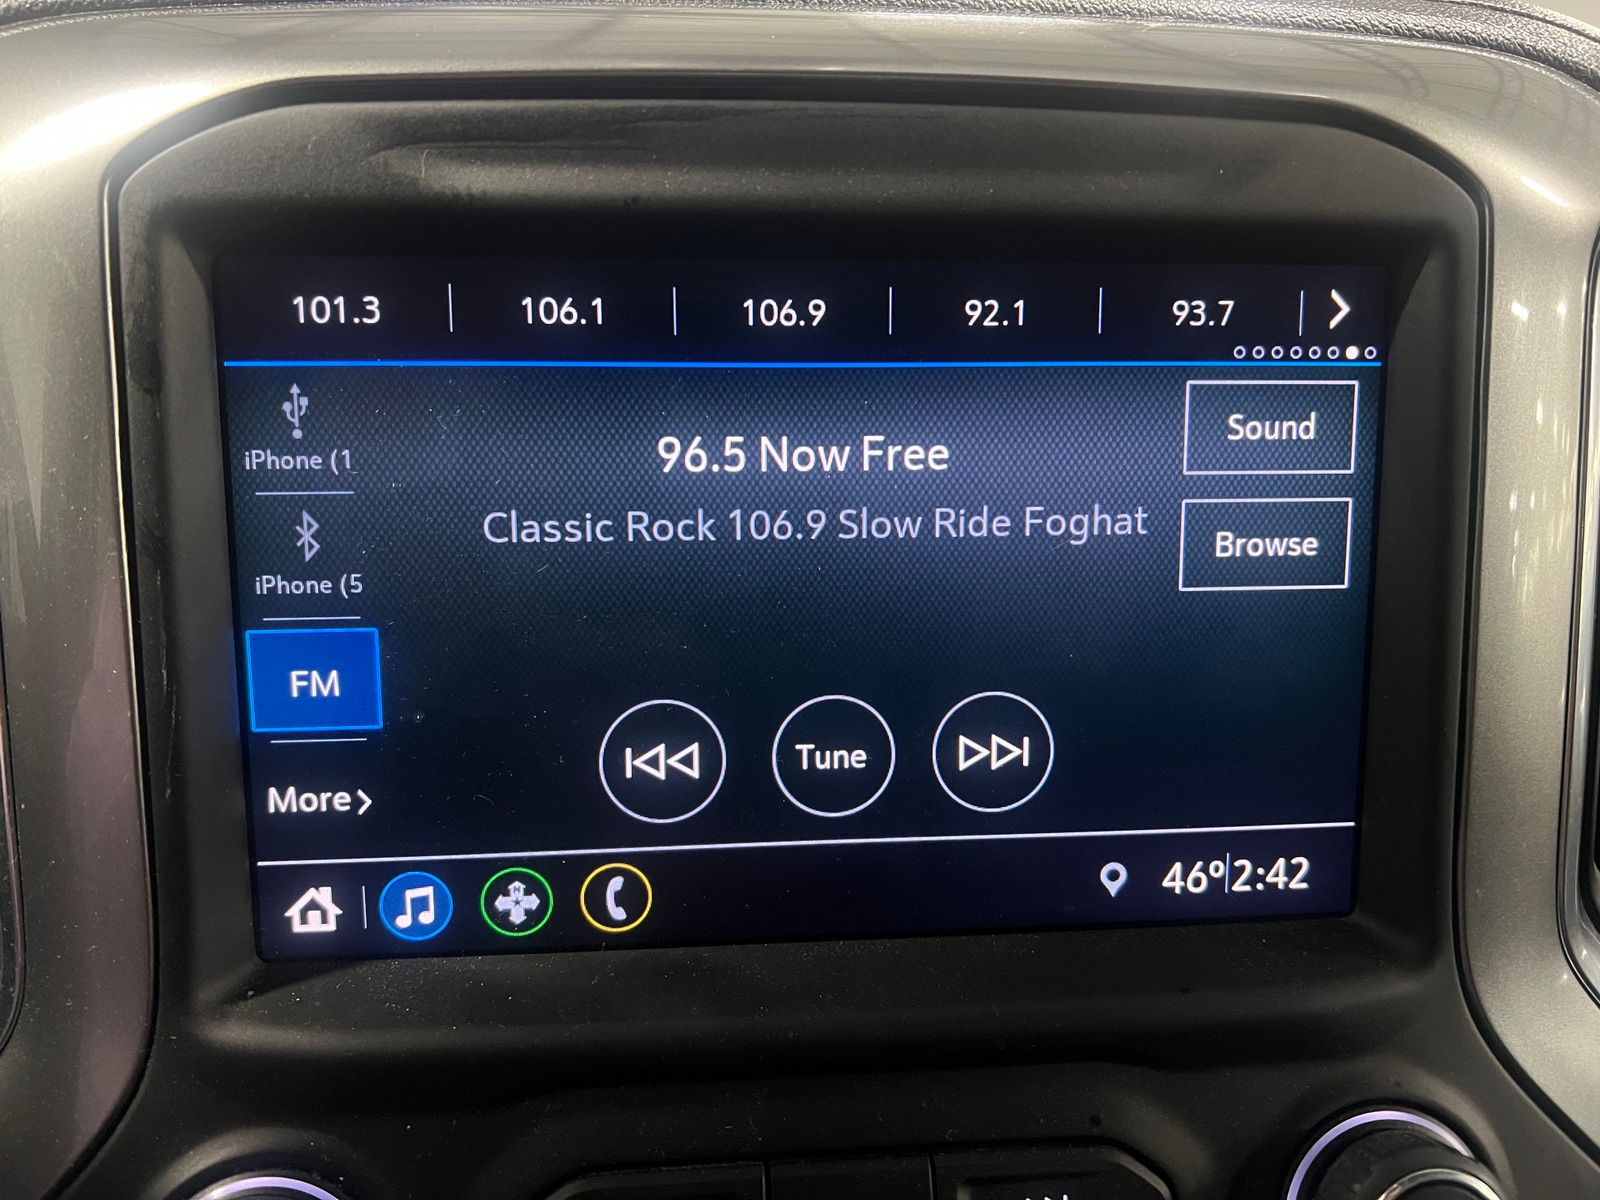 101.3 106.1 106.9 92.1 93.7
iPhone (1
96.5 Now Free
Sound
Classic Rock 106.9 Slow Ride Foghat
Browse
iPhone (5
FM
Tune
More
N
46º 2:42